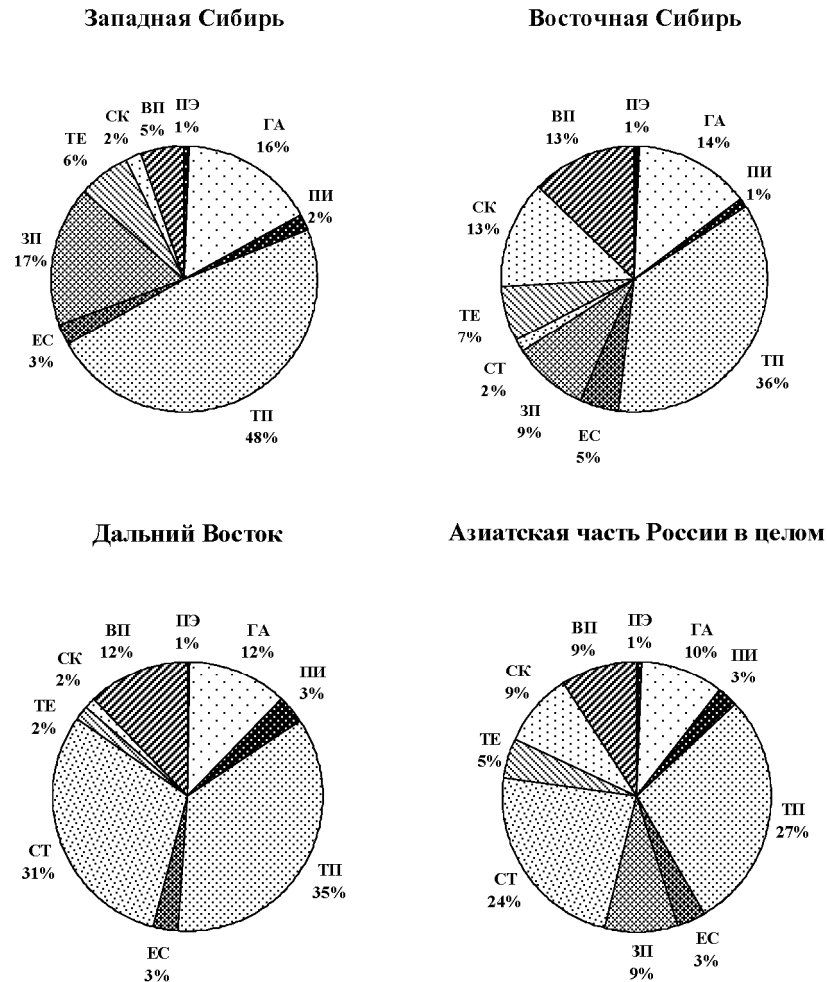 Западная Сибирь
ПЭ
1%
ГА
16%
ПИ
2%
ТП
48%
ЕС
3%
ЗП
17%
ТЕ
6%
СК
2%
ВП
5%
Восточная Сибирь
ПЭ
1%
ГА
14%
ПИ
1%
ТП
36%
ЕС
5%
ЗП
9%
СТ
2%
ТЕ
7%
СК
13%
ВП
13%
Дальний Восток
ПЭ
1%
ГА
12%
ПИ
3%
ТП
35%
ЕС
3%
СТ
31%
ТЕ
2%
СК
2%
ВП
12%
Азиатская часть России в целом
ПЭ
1%
ГА
10%
ПИ
3%
ТП
27%
ЕС
3%
ЗП
9%
СТ
24%
ТЕ
5%
СК
9%
ВП
9%